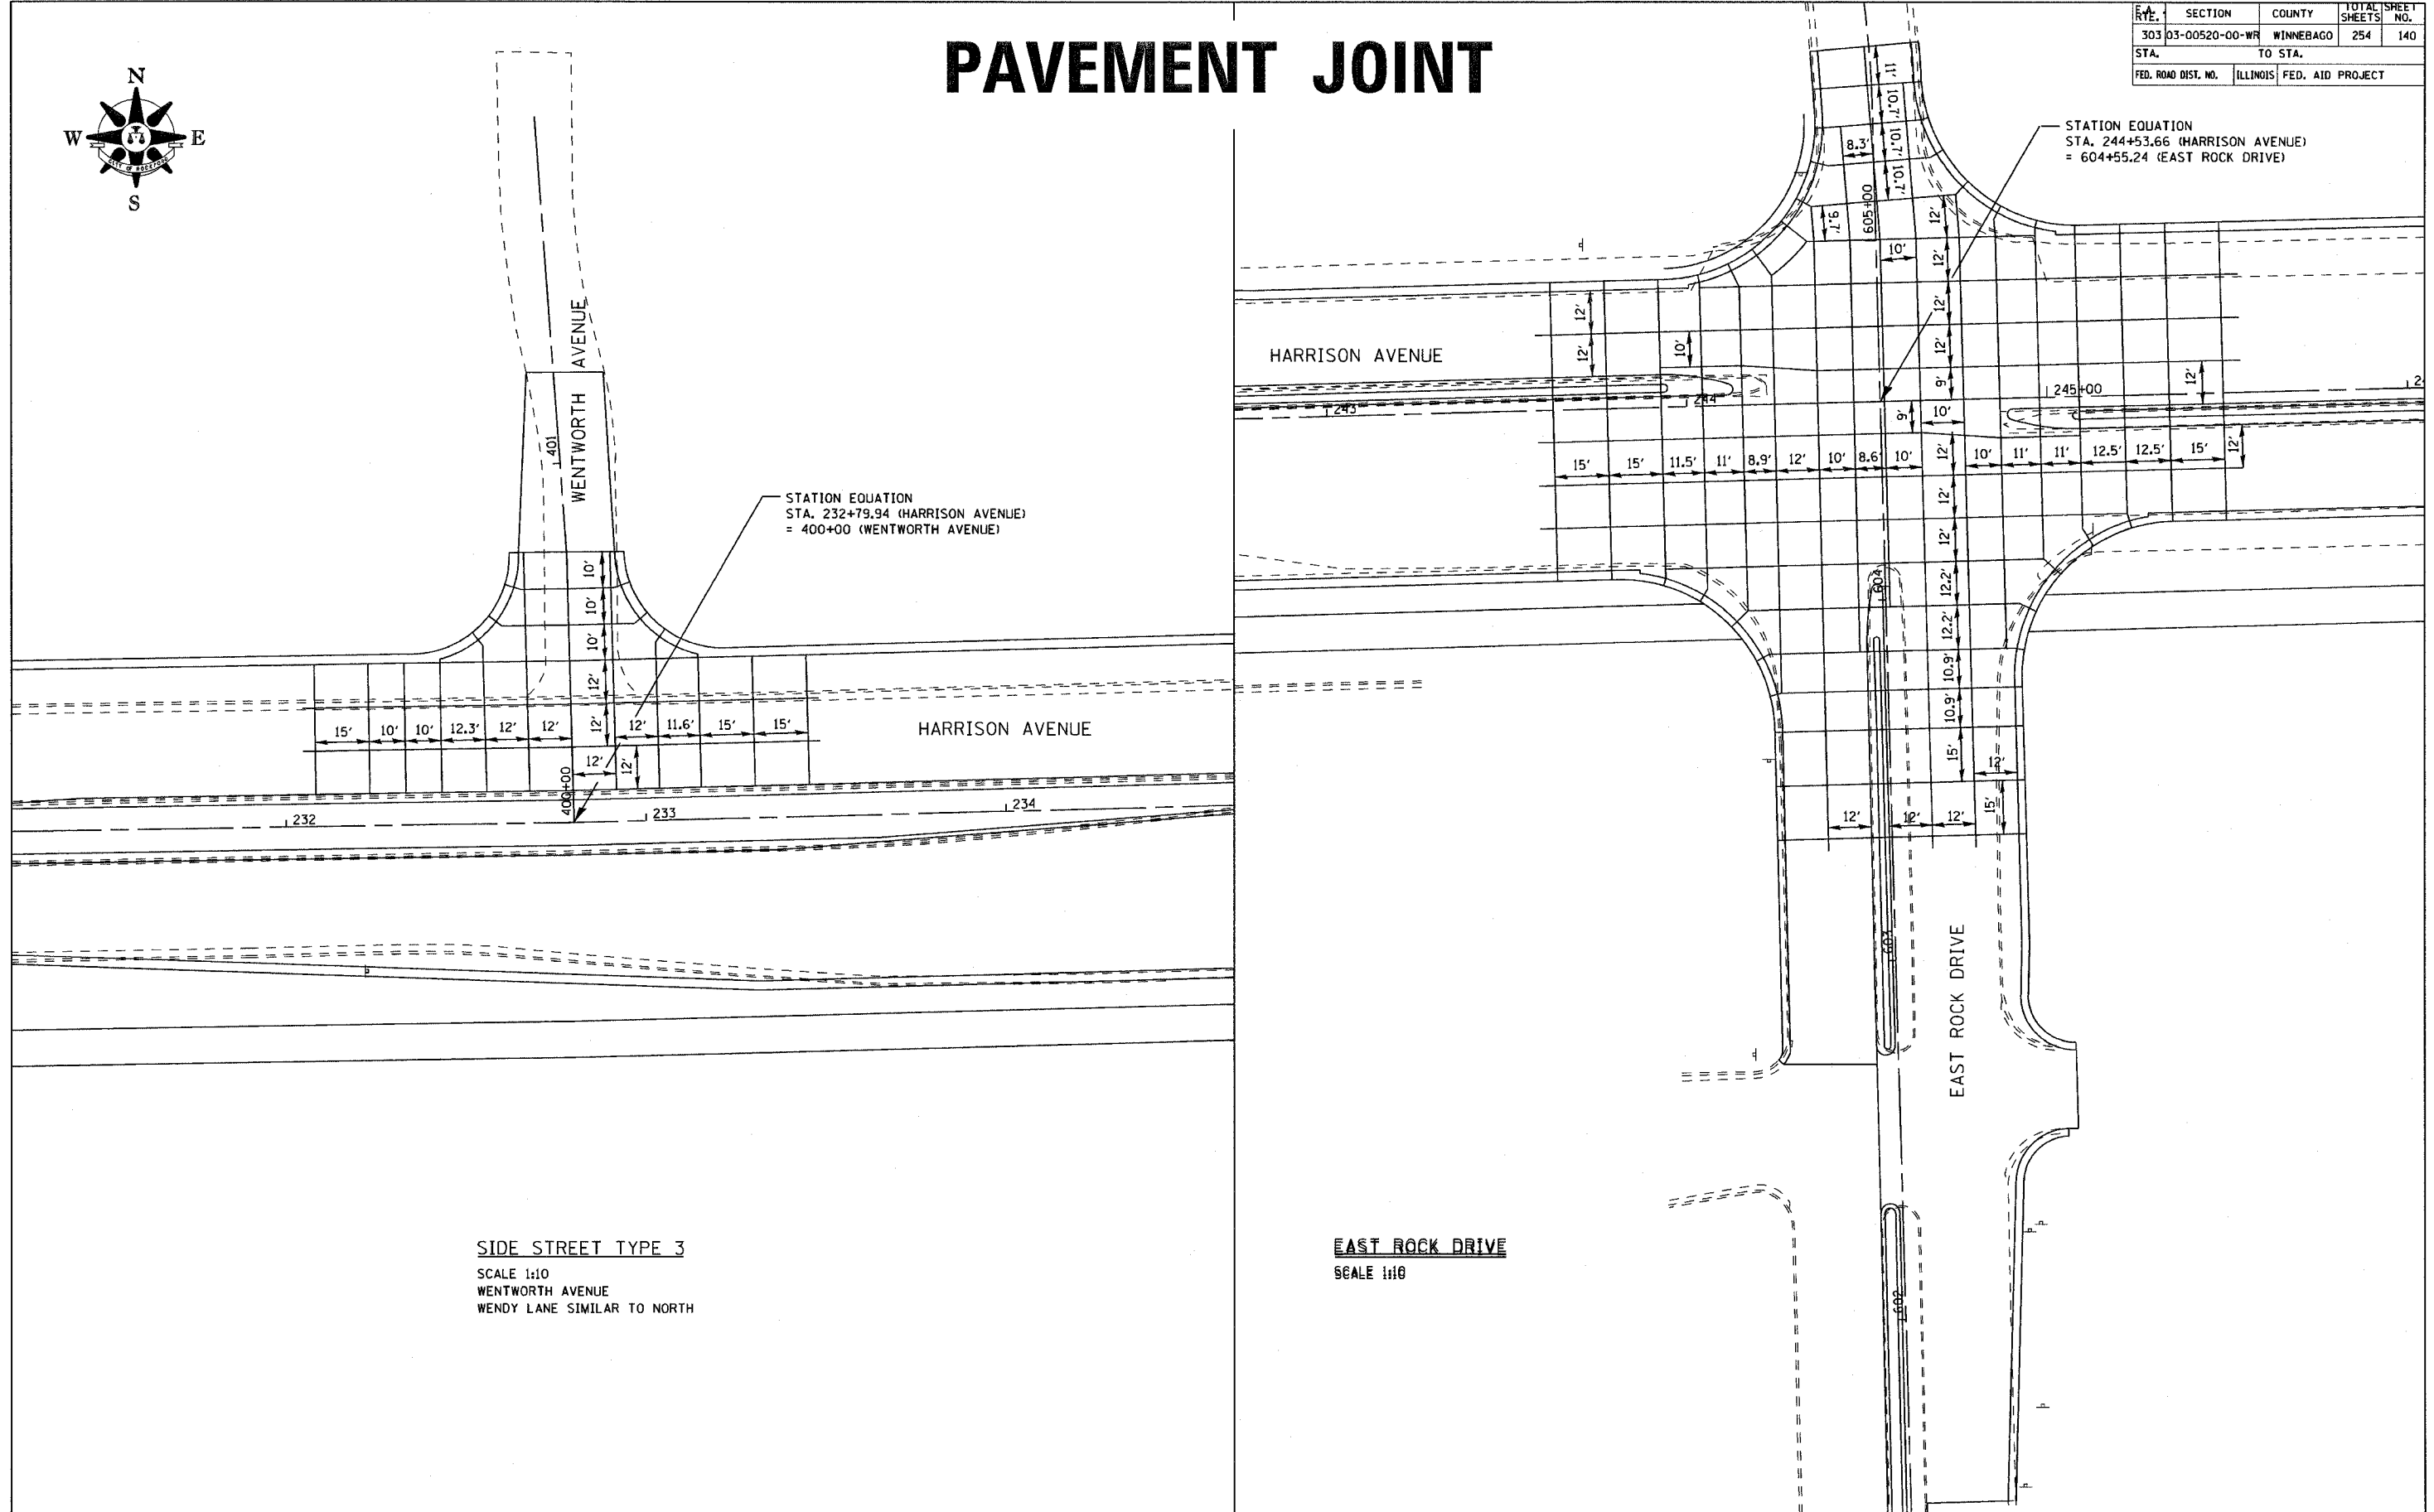 PAVEMENT JOINT
F.A. RTE. SECTION COUNTY TOTAL SHEETS SHEET NO.
303 03-00520-00-WR WINNEBAGO 254 140
STA. TO STA.
FED. ROAD DIST. NO. ILLINOIS FED. AID PROJECT
N
W E
S
CITY OF ROCKFORD
WENTWORTH AVENUE
401
STATION EQUATION
STA. 232+79.94 (HARRISON AVENUE)
= 400+00 (WENTWORTH AVENUE)
10'
10'
10'
12'
12'
15' 10' 10' 12.3' 12' 12' 12' 11.6' 15' 15'
HARRISON AVENUE
12' 12'
400+00
232 233 234
SIDE STREET TYPE 3
SCALE 1:10
WENTWORTH AVENUE
WENDY LANE SIMILAR TO NORTH
STATION EQUATION
STA. 244+53.66 (HARRISON AVENUE)
= 604+55.24 (EAST ROCK DRIVE)
11'
10.7'
10.7'
10.7'
8.3'
9.7'
605+00
12'
10'
12'
12'
12'
9'
HARRISON AVENUE
12'
12'
10'
243 244 245+00
12'
9'
10'
15' 15' 11.5' 11' 8.9' 12' 10' 8.6' 10' 12' 10' 11' 11' 12.5' 12.5' 15' 12'
12'
12'
604
12.2'
12.2'
10.9'
10.9'
15'
12'
15'
12' 12' 12'
603
EAST ROCK DRIVE
602
EAST ROCK DRIVE
SCALE 1:10